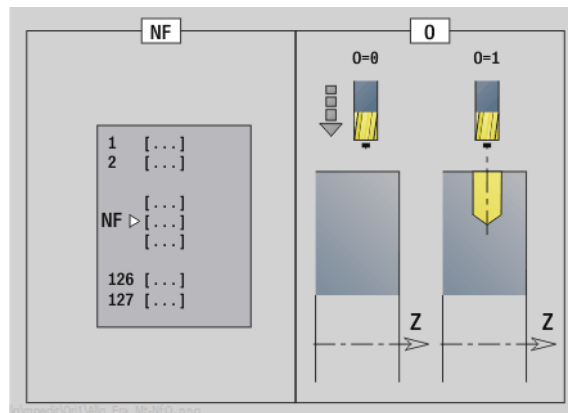 NF
O
O=0
O=1
1 [...]
2 [...]
[...]
NF [...]
[...]
126 [...]
127 [...]
Z
Z